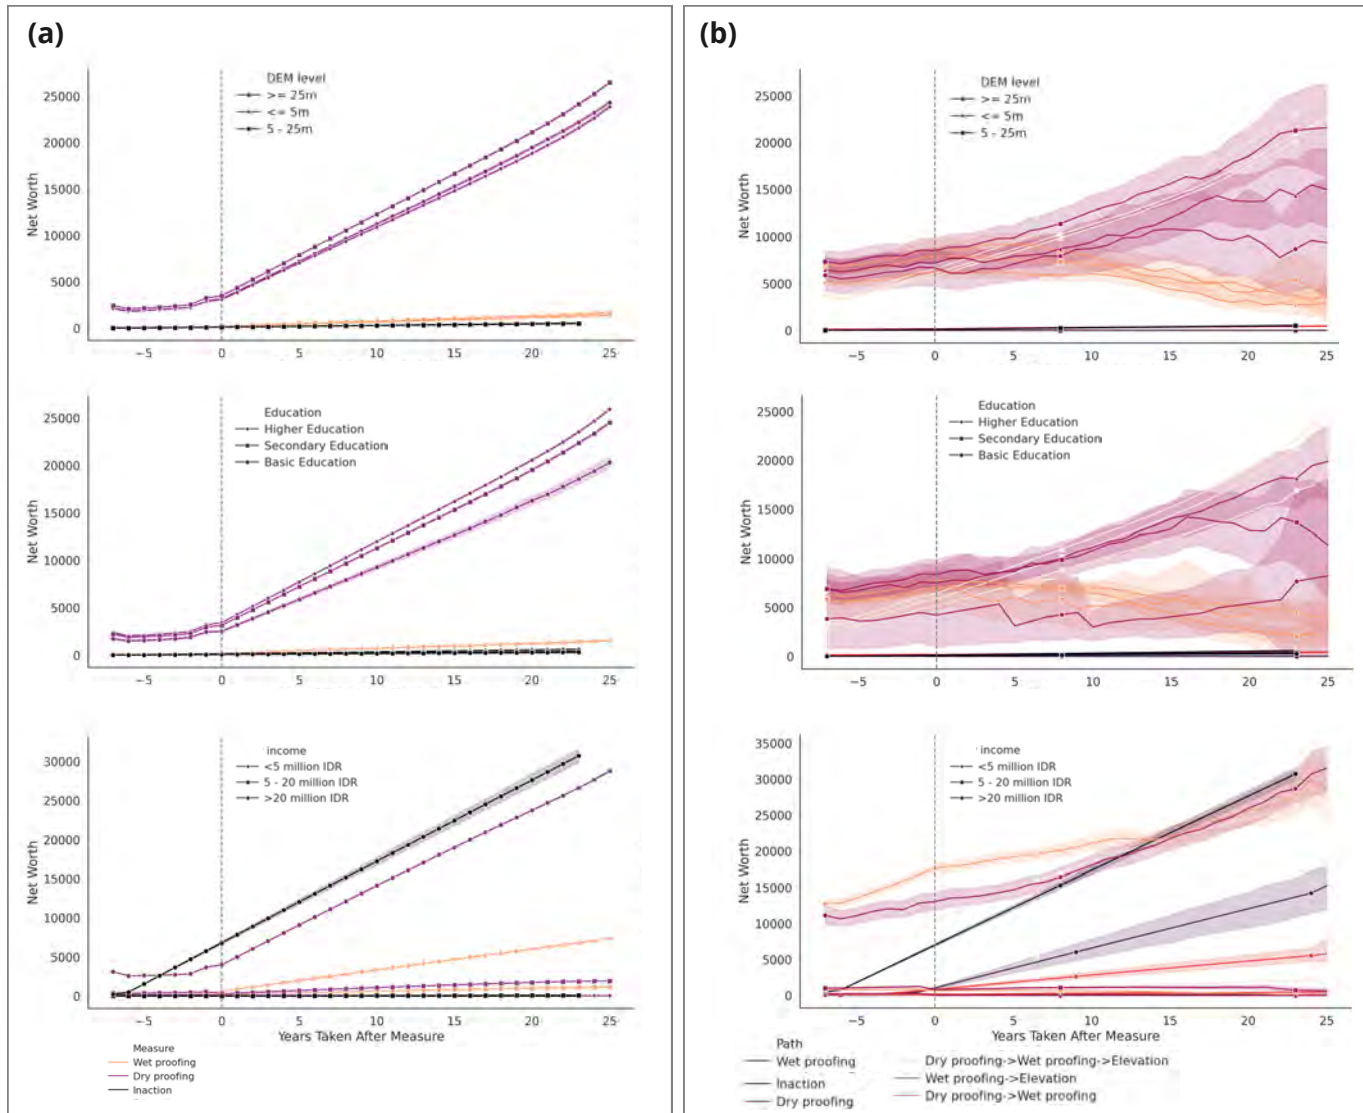 (a)
DEM level
>= 25m
<= 5m
5 - 25m
Net Worth
25000
20000
15000
10000
5000
0
−5 0 5 10 15 20 25
Education
Higher Education
Secondary Education
Basic Education
Net Worth
25000
20000
15000
10000
5000
0
−5 0 5 10 15 20 25
income
<5 million IDR
5 - 20 million IDR
>20 million IDR
Net Worth
30000
25000
20000
15000
10000
5000
0
−5 0 5 10 15 20 25
Years Taken After Measure
Measure
Wet proofing
Dry proofing
Inaction
(b)
DEM level
>= 25m
<= 5m
5 - 25m
Net Worth
25000
20000
15000
10000
5000
0
−5 0 5 10 15 20 25
Education
Higher Education
Secondary Education
Basic Education
Net Worth
25000
20000
15000
10000
5000
0
−5 0 5 10 15 20 25
income
<5 million IDR
5 - 20 million IDR
>20 million IDR
Net Worth
35000
30000
25000
20000
15000
10000
5000
0
−5 0 5 10 15 20 25
Years Taken After Measure
Path
Wet proofing
Inaction
Dry proofing
Dry proofing->Wet proofing->Elevation
Wet proofing->Elevation
Dry proofing->Wet proofing